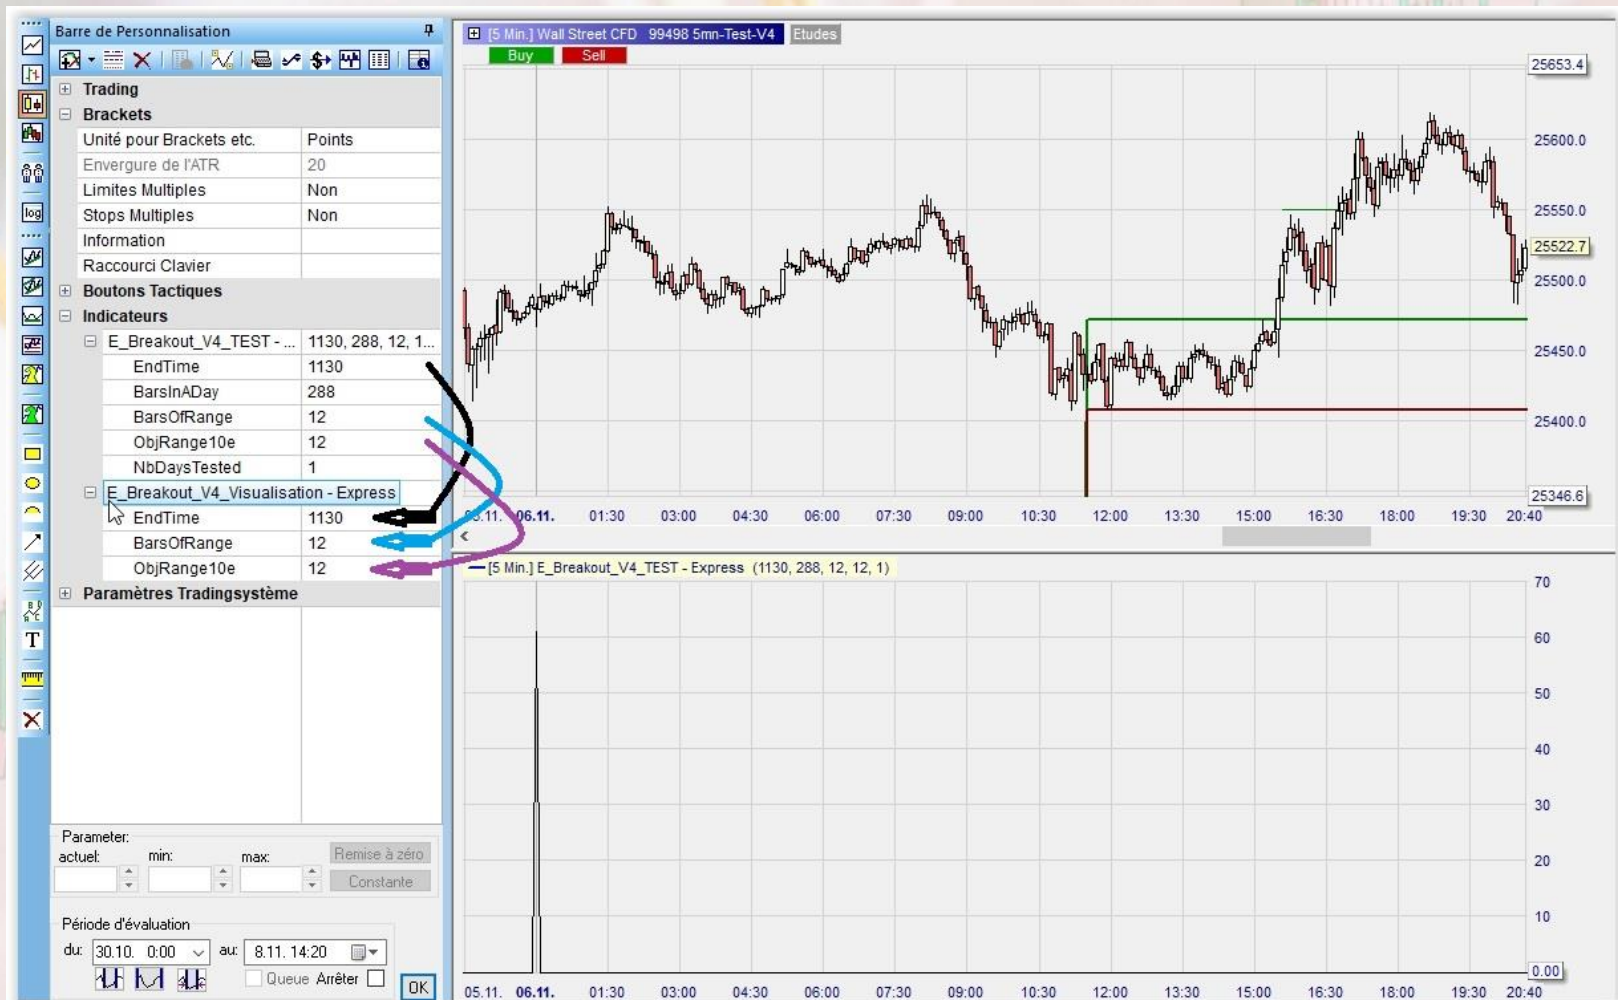 Barre de Personnalisation
Trading
Brackets
Unité pour Brackets etc. Points
Envergure de l'ATR 20
Limites Multiples Non
Stops Multiples Non
Information
Raccourci Clavier
Boutons Tactiques
Indicateurs
E_Breakout_V4_TEST - ... 1130, 288, 12, 1...
EndTime 1130
BarsInADay 288
BarsOfRange 12
ObjRange10e 12
NbDaysTested 1
E_Breakout_V4_Visualisation - Express
EndTime 1130
BarsOfRange 12
ObjRange10e 12
Paramètres Tradingsystème
Parameter:
actuel: min: max: Remise à zéro
Constante
Période d'évaluation
du: 30.10. 0:00 au: 8.11. 14:20
Queue Arrêter OK
log
T
[5 Min.] Wall Street CFD 99498 5mn-Test-V4 Etudes
Buy Sell
25653.4
25600.0
25550.0
25522.7
25500.0
25450.0
25400.0
25346.6
06.11. 01:30 03:00 04:30 06:00 07:30 09:00 10:30 12:00 13:30 15:00 16:30 18:00 19:30 20:40
[5 Min.] E_Breakout_V4_TEST - Express (1130, 288, 12, 12, 1)
70
60
50
40
30
20
10
0.00
05.11. 06.11. 01:30 03:00 04:30 06:00 07:30 09:00 10:30 12:00 13:30 15:00 16:30 18:00 19:30 20:40